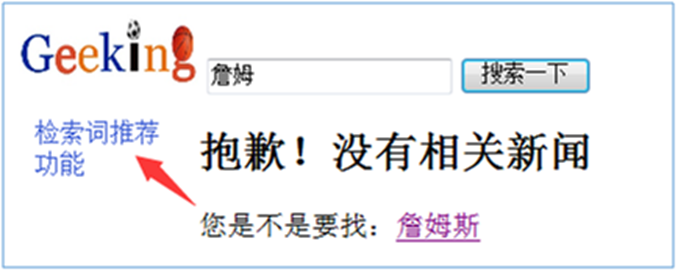 Geeking
詹姆
搜索一下
检索词推荐
功能
抱歉！没有相关新闻
您是不是要找：詹姆斯